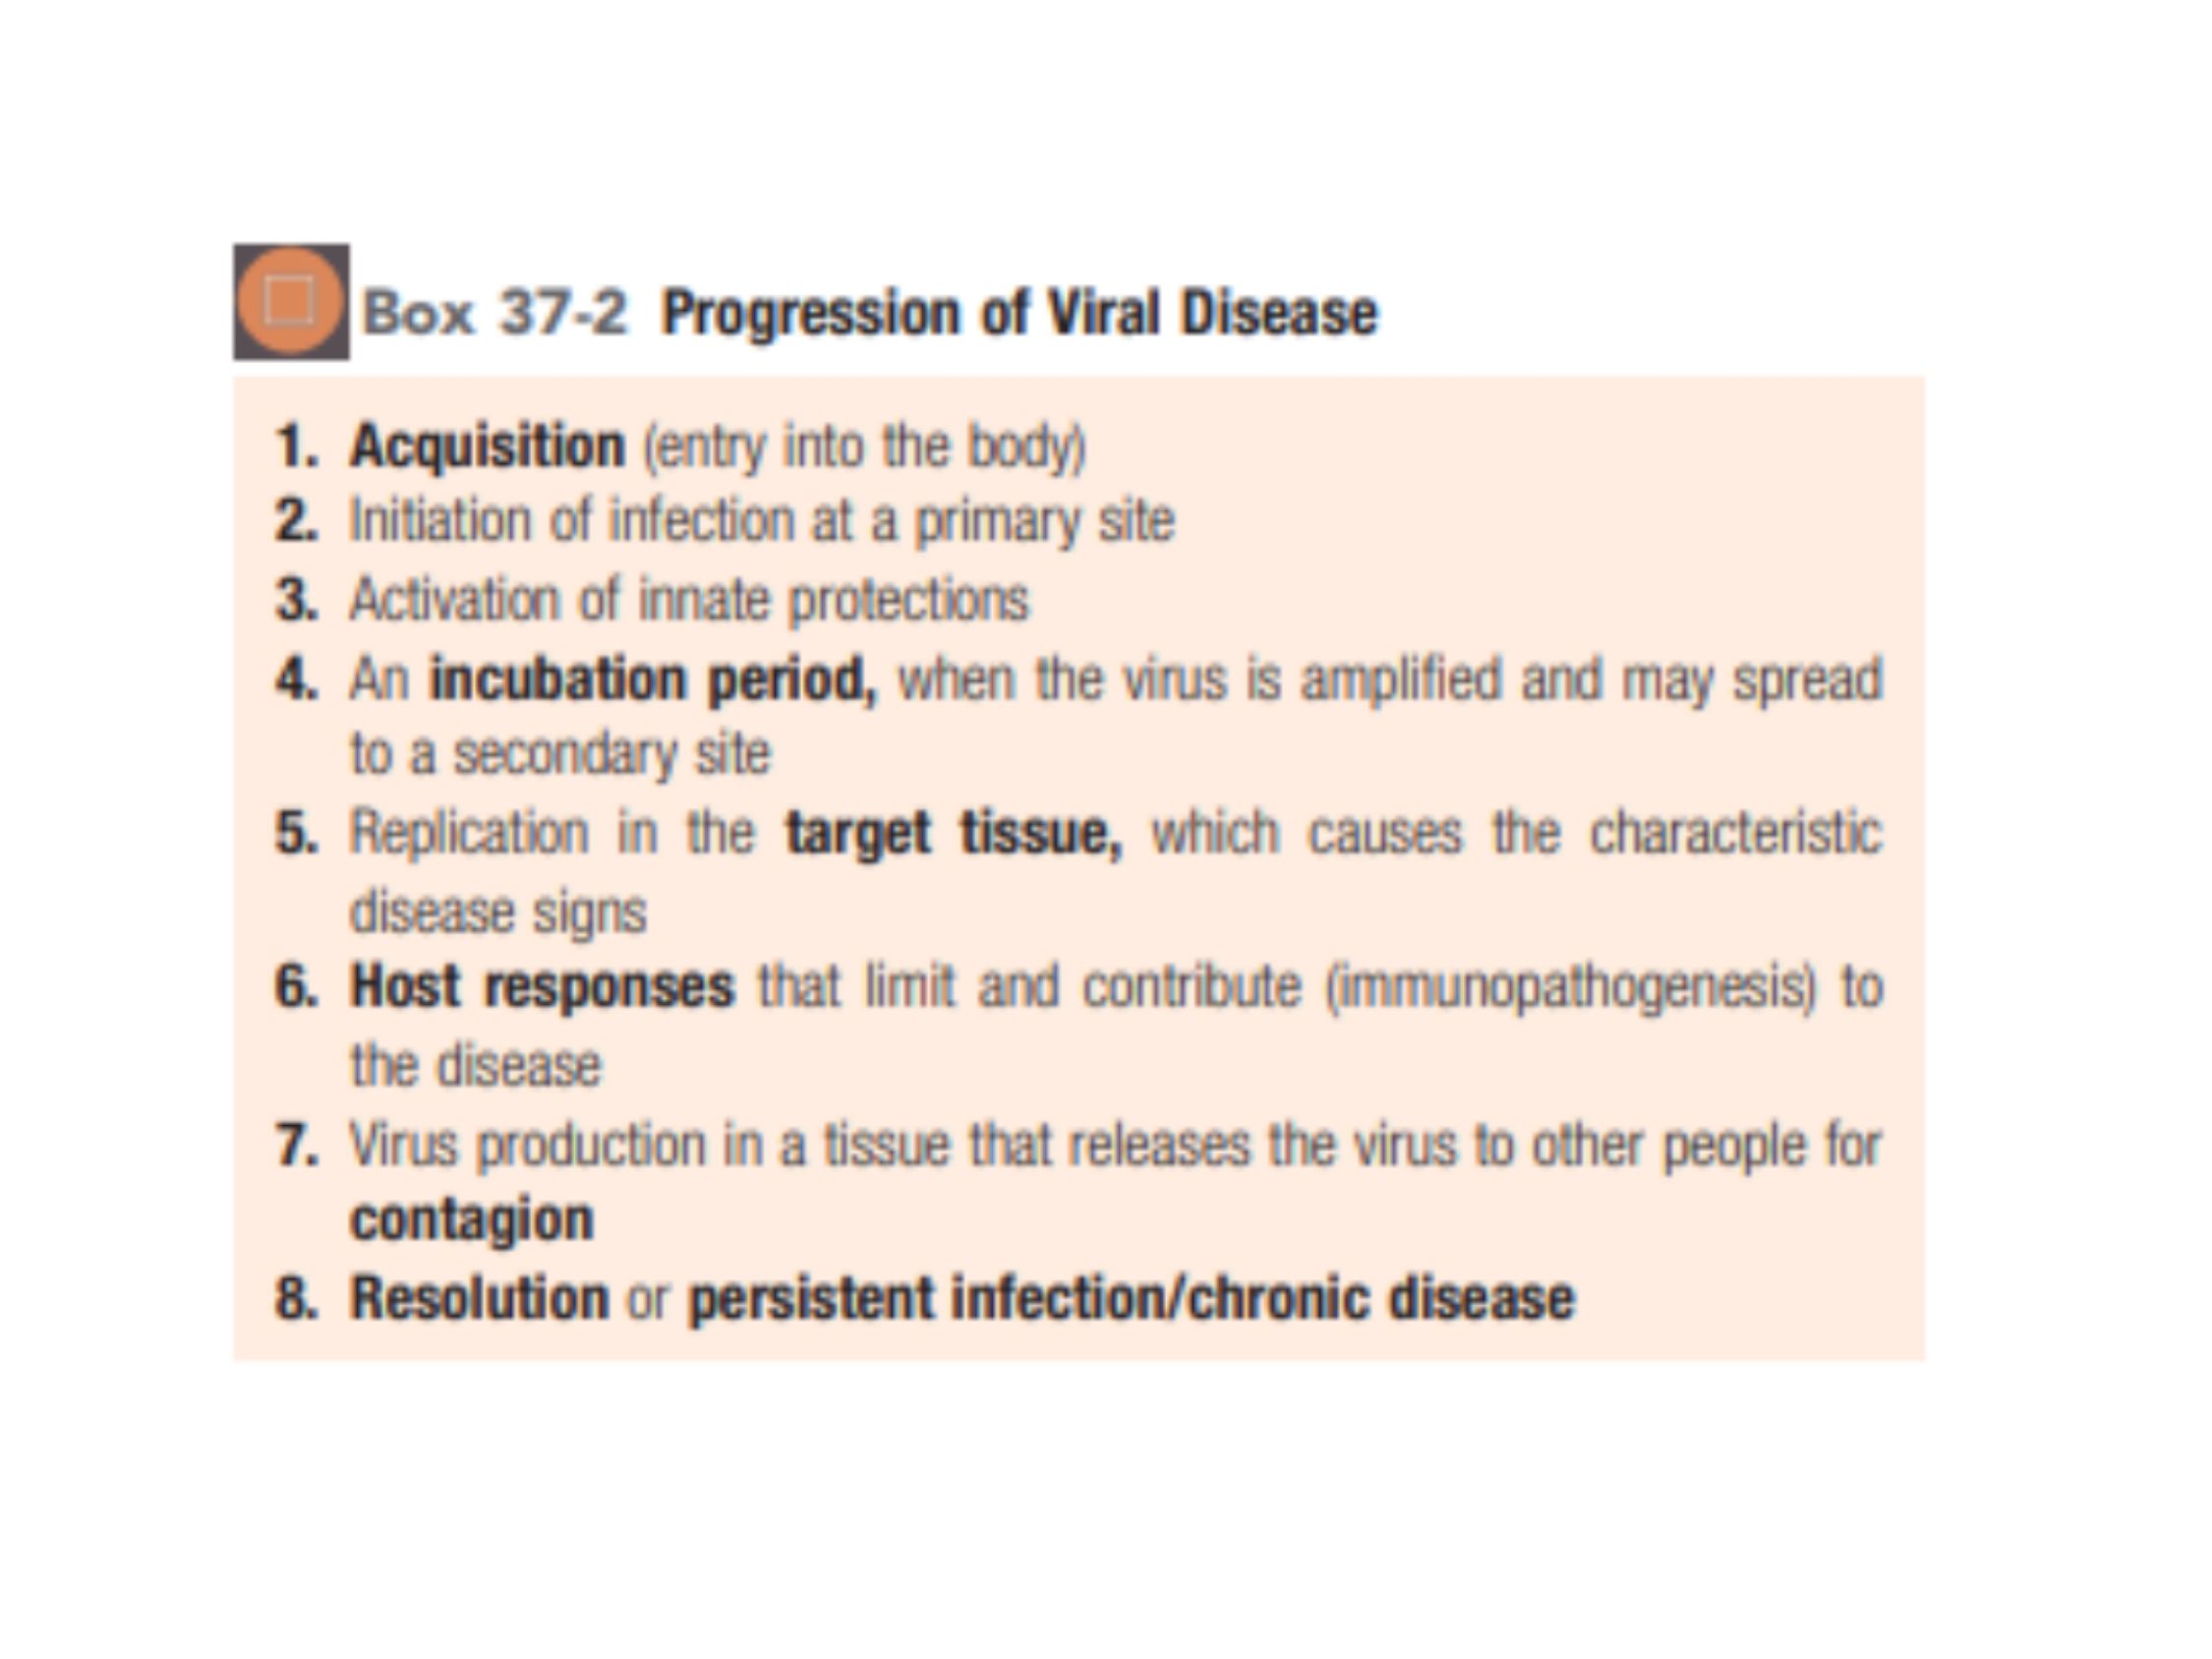 Box 37-2 Progression of Viral Disease
1. Acquisition (entry into the body)
2. Initiation of infection at a primary site
3. Activation of innate protections
4. An incubation period, when the virus is amplified and may spread
to a secondary site
5. Replication in the target tissue, which causes the characteristic
disease signs
6. Host responses that limit and contribute (immunopathogenesis) to
the disease
7. Virus production in a tissue that releases the virus to other people for
contagion
8. Resolution or persistent infection/chronic disease